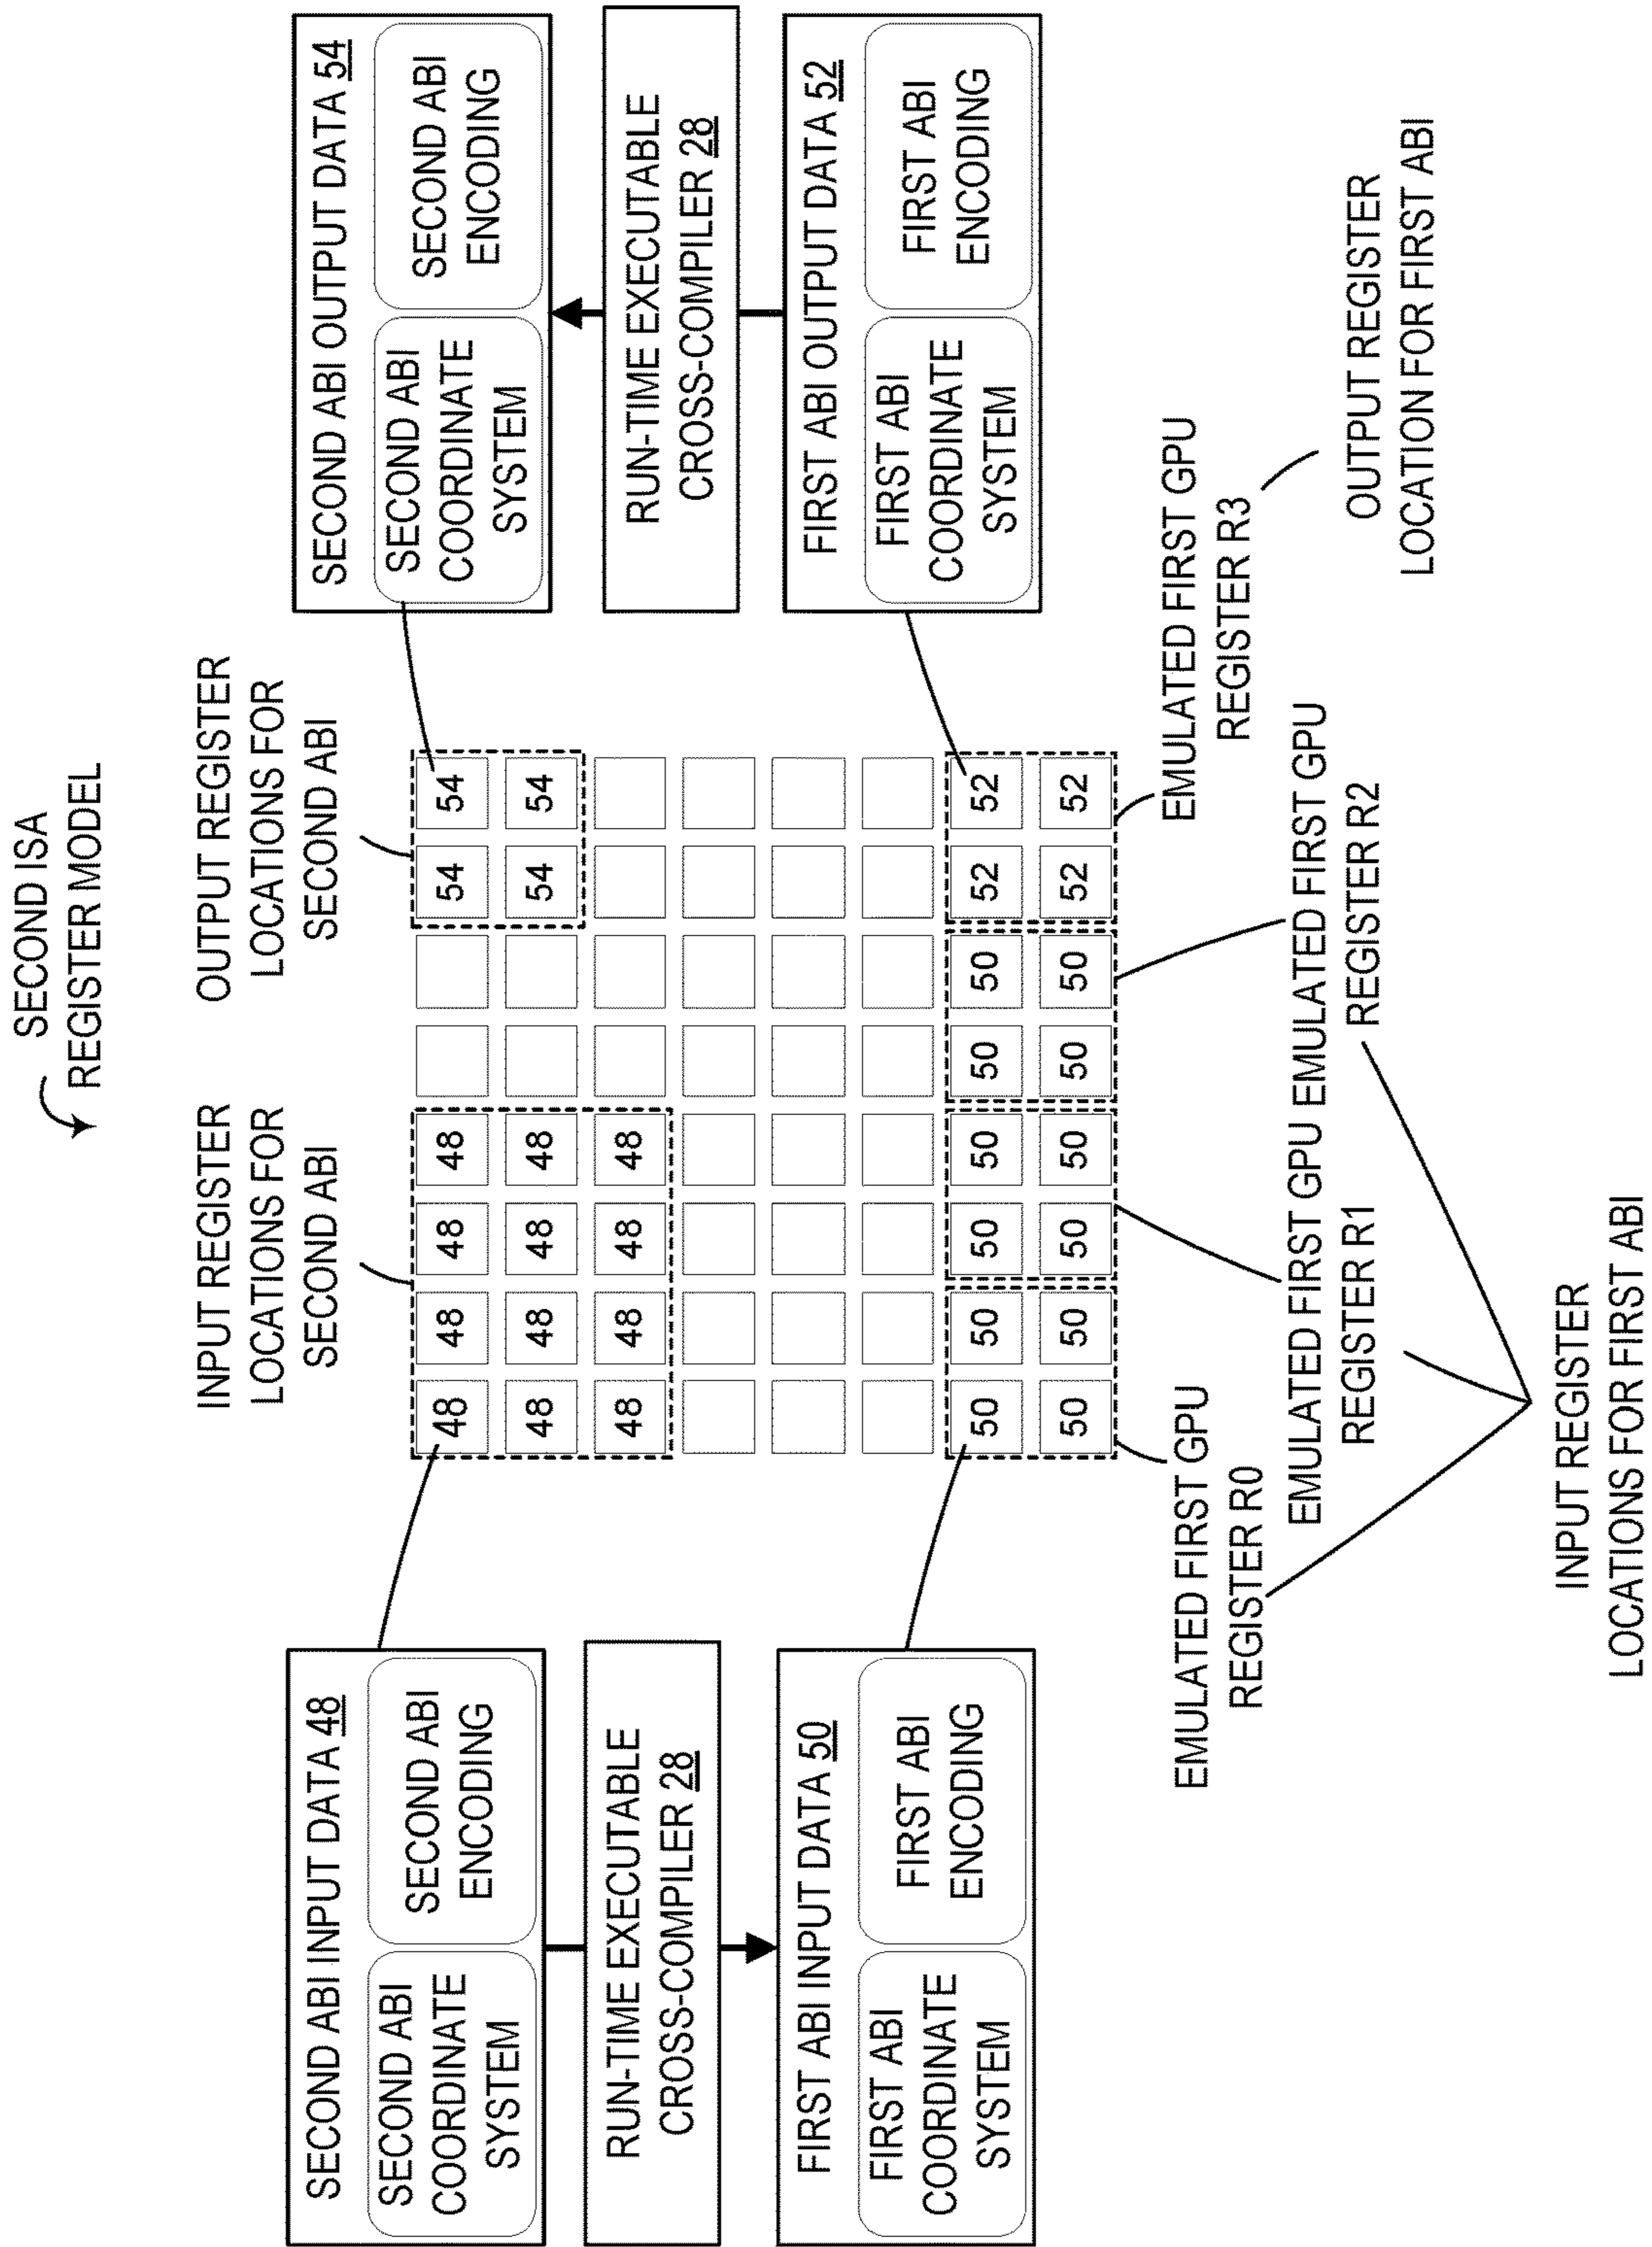 SECOND ISA
REGISTER MODEL
INPUT REGISTER
LOCATIONS FOR
SECOND ABI
OUTPUT REGISTER
LOCATIONS FOR
SECOND ABI
SECOND ABI INPUT DATA 48
SECOND ABI
COORDINATE
SYSTEM
SECOND ABI
ENCODING
RUN-TIME EXECUTABLE
CROSS-COMPILER 28
FIRST ABI INPUT DATA 50
FIRST ABI
COORDINATE
SYSTEM
FIRST ABI
ENCODING
48 48 48 48 54 54
48 48 48 48 54 54
48 48 48 48
50 50 50 50 50 50 52 52
50 50 50 50 50 50 52 52
SECOND ABI OUTPUT DATA 54
SECOND ABI
COORDINATE
SYSTEM
SECOND ABI
ENCODING
RUN-TIME EXECUTABLE
CROSS-COMPILER 28
FIRST ABI OUTPUT DATA 52
FIRST ABI
COORDINATE
SYSTEM
FIRST ABI
ENCODING
EMULATED FIRST GPU
REGISTER R0
EMULATED FIRST GPU
REGISTER R1
EMULATED FIRST GPU
REGISTER R2
EMULATED FIRST GPU
REGISTER R3
INPUT REGISTER
LOCATIONS FOR FIRST ABI
OUTPUT REGISTER
LOCATION FOR FIRST ABI